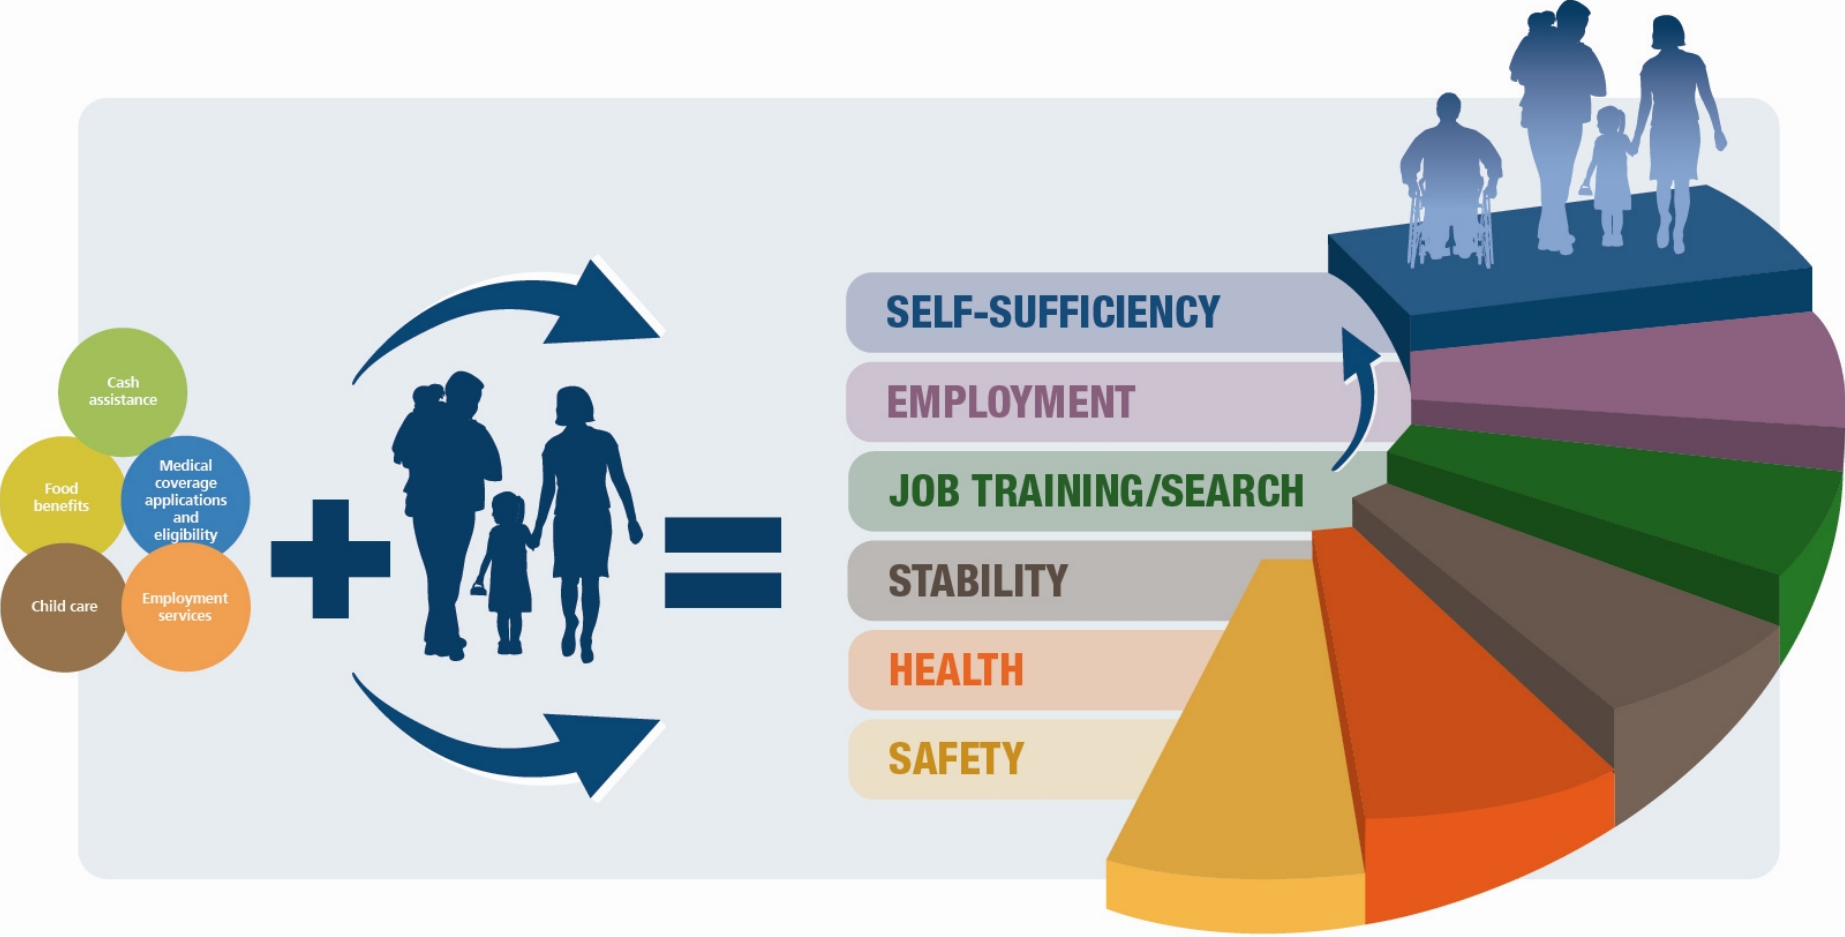 Cash
assistance
Food
benefits
Medical
coverage
applications
and
eligibility
Child care
Employment
services
SELF-SUFFICIENCY
EMPLOYMENT
JOB TRAINING/SEARCH
STABILITY
HEALTH
SAFETY